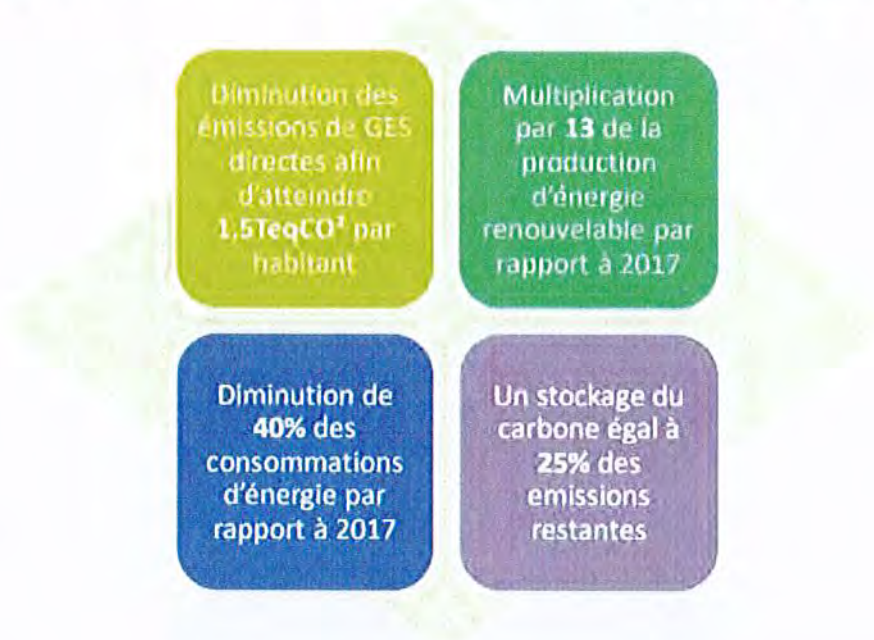 Diminution des
émissions de GES
directes afin
d'atteindre
1,5TeqCO² par
habitant
Multiplication
par 13 de la
production
d'énergie
renouvelable par
rapport à 2017
Diminution de
40% des
consommations
d'énergie par
rapport à 2017
Un stockage du
carbone égal à
25% des
emissions
restantes